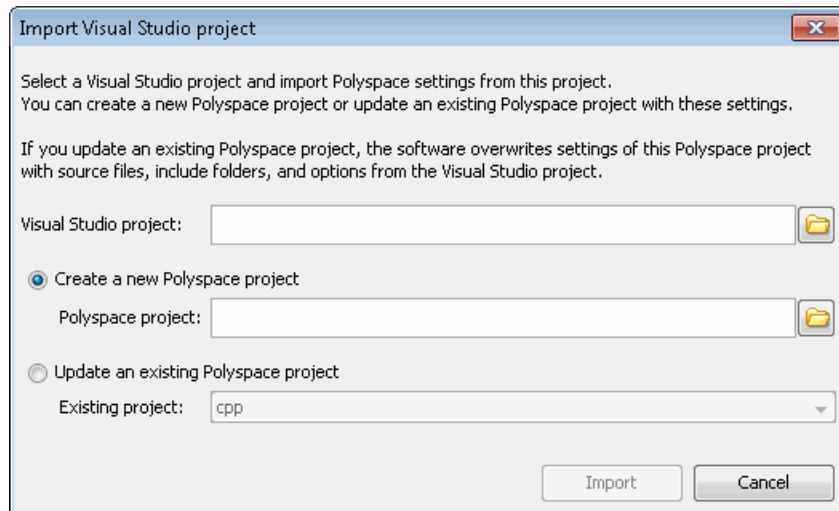 Import Visual Studio project
Select a Visual Studio project and import Polyspace settings from this project.
You can create a new Polyspace project or update an existing Polyspace project with these settings.
If you update an existing Polyspace project, the software overwrites settings of this Polyspace project
with source files, include folders, and options from the Visual Studio project.
Visual Studio project:
Create a new Polyspace project
Polyspace project:
Update an existing Polyspace project
Existing project: cpp
Import Cancel